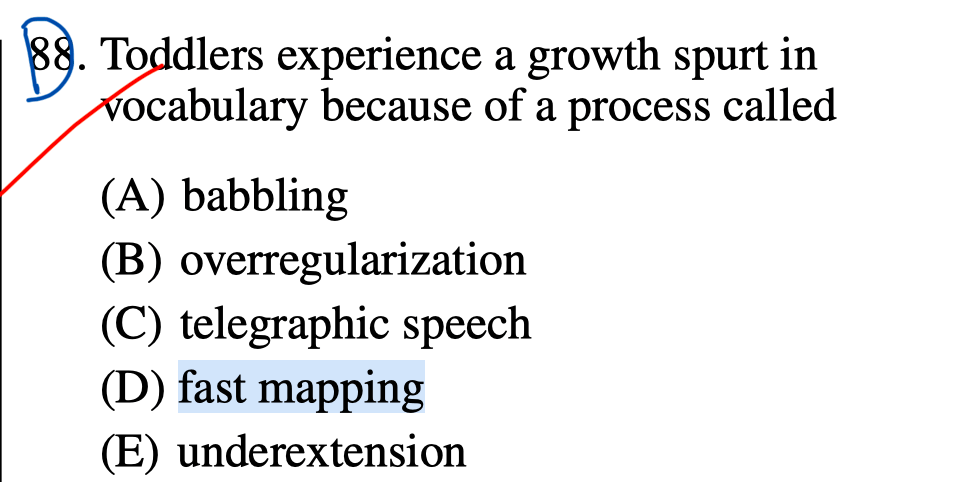 D
88. Toddlers experience a growth spurt in
vocabulary because of a process called
(A) babbling
(B) overregularization
(C) telegraphic speech
(D) fast mapping
(E) underextension